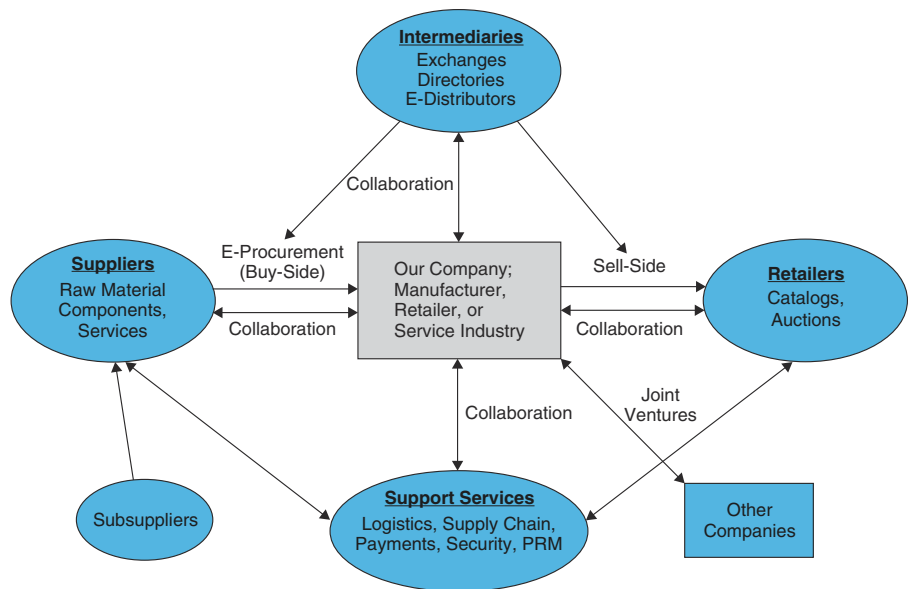 Intermediaries
Exchanges
Directories
E-Distributors
Collaboration
E-Procurement
(Buy-Side)
Sell-Side
Suppliers
Raw Material
Components,
Services
Collaboration
Our Company;
Manufacturer,
Retailer, or
Service Industry
Collaboration
Retailers
Catalogs,
Auctions
Collaboration
Joint
Ventures
Subsuppliers
Support Services
Logistics, Supply Chain,
Payments, Security, PRM
Other
Companies